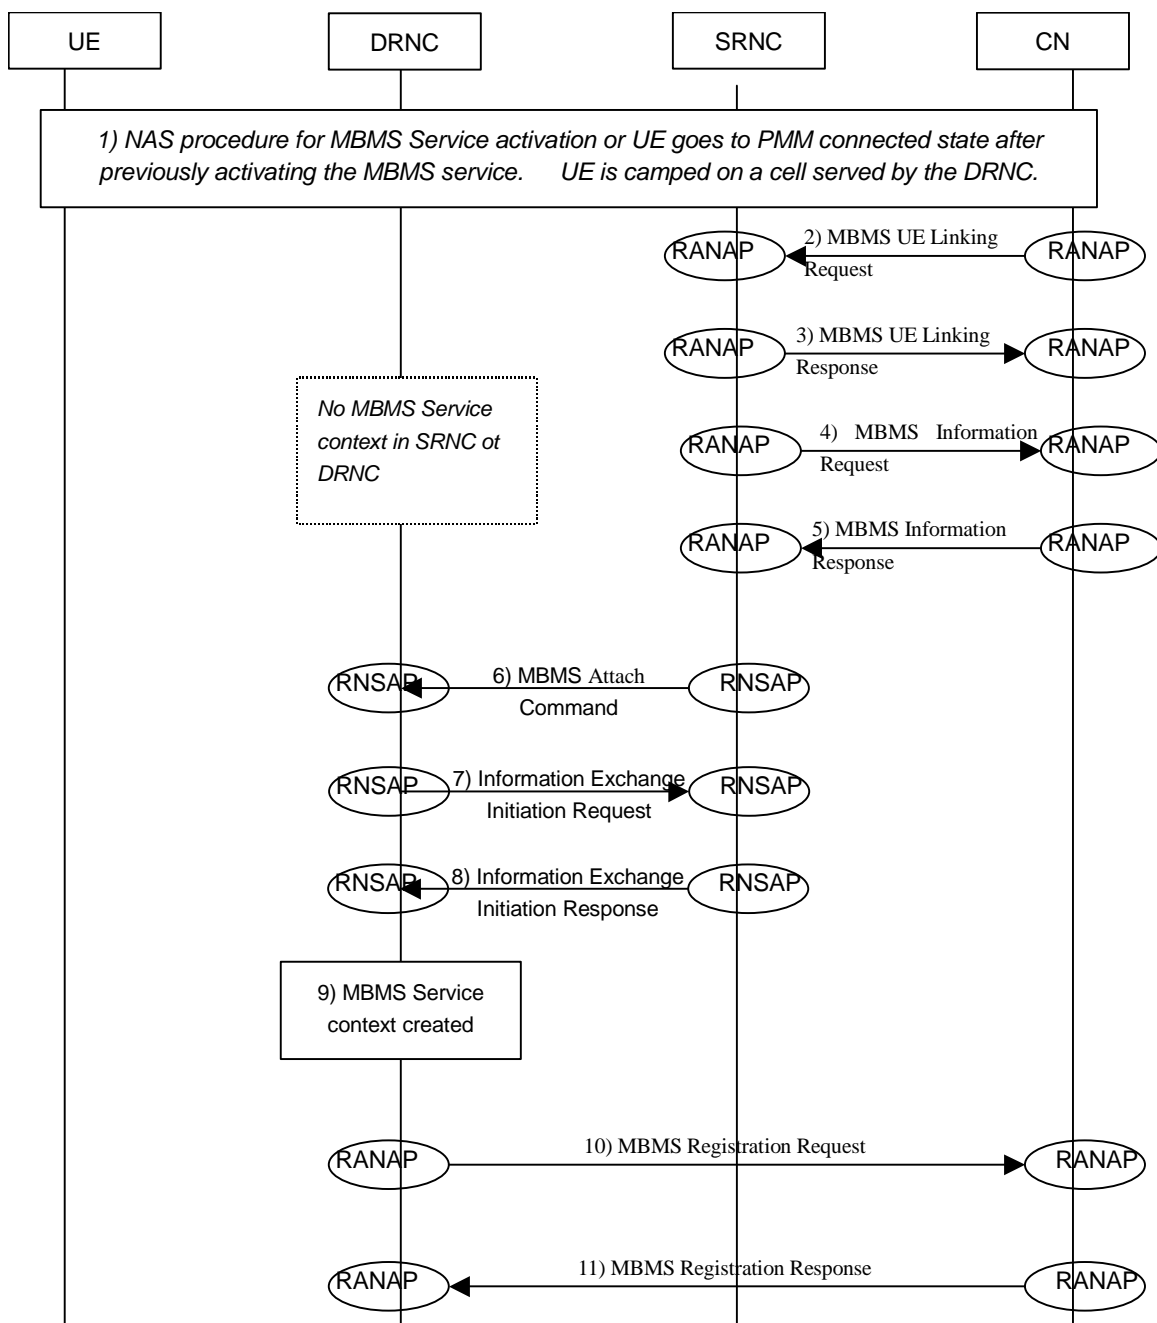 UE
DRNC
SRNC
CN
1) NAS procedure for MBMS Service activation or UE goes to PMM connected state after
previously activating the MBMS service. UE is camped on a cell served by the DRNC.
RANAP
2) MBMS UE Linking
Request
RANAP
RANAP
3) MBMS UE Linking
Response
RANAP
No MBMS Service
context in SRNC ot
DRNC
RANAP
4) MBMS Information
Request
RANAP
RANAP
5) MBMS Information
Response
RANAP
RNSAP
6) MBMS Attach
Command
RNSAP
RNSAP
7) Information Exchange
Initiation Request
RNSAP
RNSAP
8) Information Exchange
Initiation Response
RNSAP
9) MBMS Service
context created
RANAP
10) MBMS Registration Request
RANAP
RANAP
11) MBMS Registration Response
RANAP